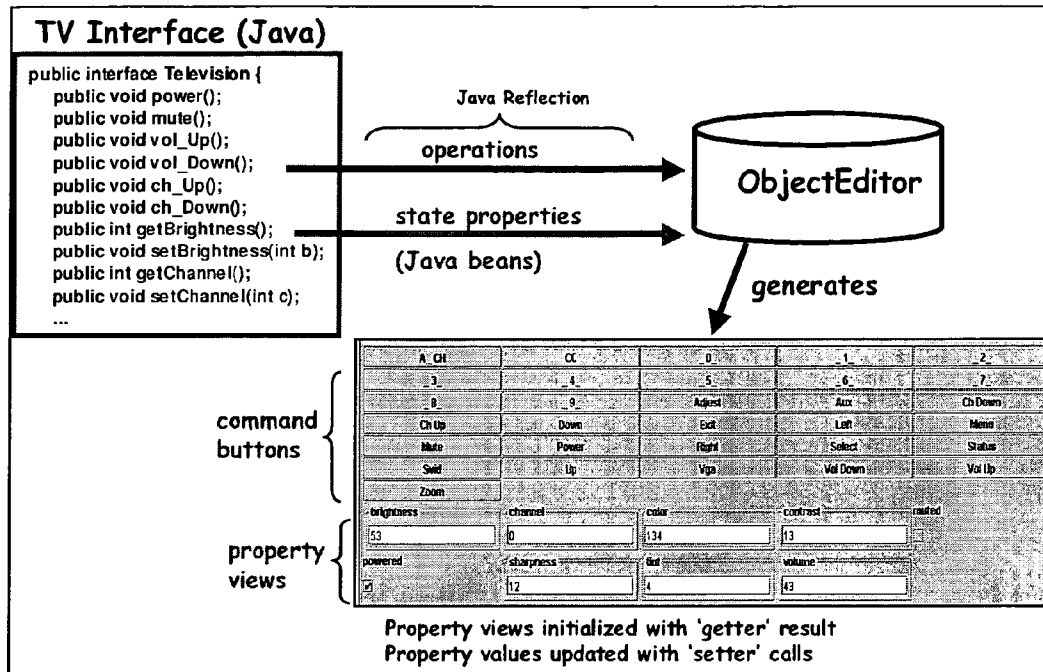 TV Interface (Java)
public interface Television {
public void power();
public void mute();
public void vol_Up();
public void vol_Down();
public void ch_Up();
public void ch_Down();
public int getBrightness();
public void setBrightness(int b);
public int getChannel();
public void setChannel(int c);
...
Java Reflection
operations
state properties
(Java beans)
ObjectEditor
generates
command
buttons
A_CH CC _0_ _1_ _2_
_3_ _4_ _5_ _6_ _7_
_8_ _9_ Adjust Aux Ch Down
Ch Up Down Exit Left Menu
Mute Power Right Select Status
Swid Up Vga Vol Down Vol Up
Zoom
property
views
brightness channel color contrast muted
53 0 134 13
powered sharpness tint volume
12 4 43
Property views initialized with 'getter' result
Property values updated with 'setter' calls